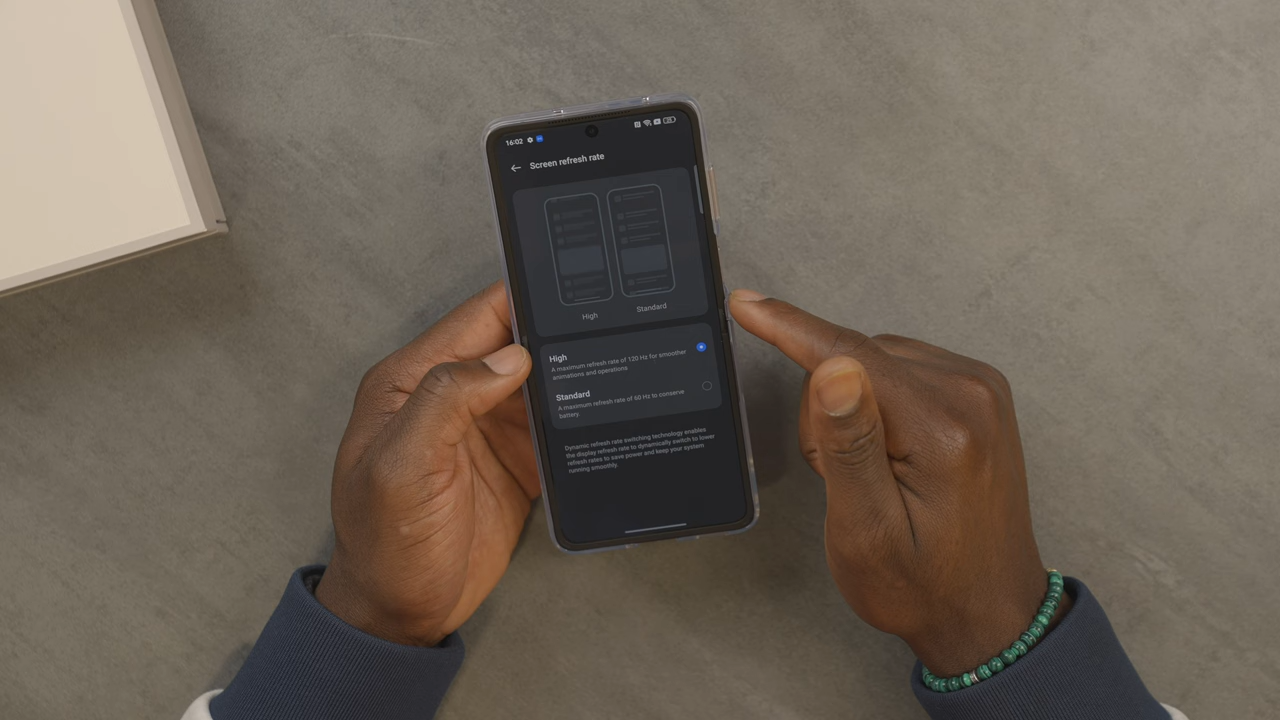 16:02
Screen refresh rate
High
Standard
High
A maximum refresh rate of 120 Hz for smoother
animations and operations
Standard
A maximum refresh rate of 60 Hz to conserve
battery.
Dynamic refresh rate switching technology enables
the display refresh rate to dynamically switch to lower
refresh rates to save power and keep your system
running smoothly.